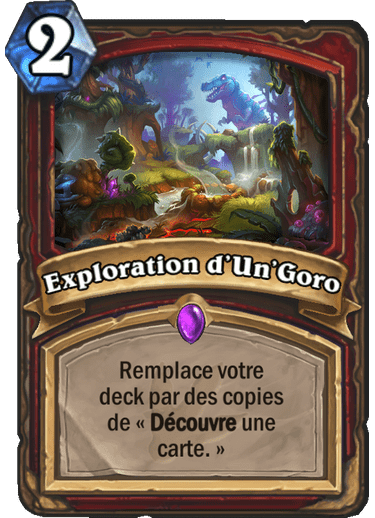 2
Exploration d'Un'Goro
Remplace votre
deck par des copies
de « Découvre une
carte. »